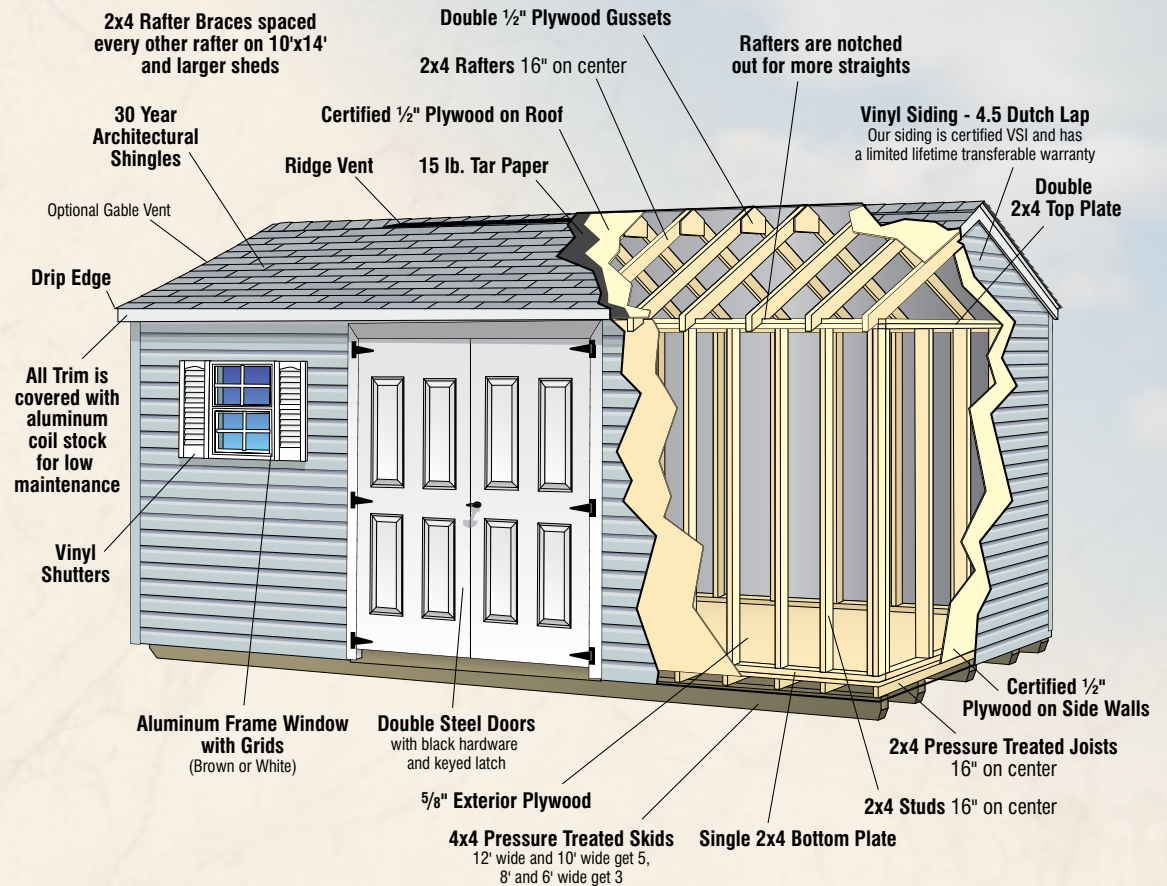 2x4 Rafter Braces spaced
every other rafter on 10'x14'
and larger sheds
Double ½" Plywood Gussets
2x4 Rafters 16" on center
Rafters are notched
out for more straights
30 Year
Architectural
Shingles
Certified ½" Plywood on Roof
Vinyl Siding - 4.5 Dutch Lap
Our siding is certified VSI and has
a limited lifetime transferable warranty
Ridge Vent
15 lb. Tar Paper
Double
2x4 Top Plate
Optional Gable Vent
Drip Edge
All Trim is
covered with
aluminum
coil stock
for low
maintenance
Vinyl
Shutters
Aluminum Frame Window
with Grids
(Brown or White)
Double Steel Doors
with black hardware
and keyed latch
Certified ½"
Plywood on Side Walls
2x4 Pressure Treated Joists
16" on center
5/8" Exterior Plywood
2x4 Studs 16" on center
4x4 Pressure Treated Skids
12' wide and 10' wide get 5,
8' and 6' wide get 3
Single 2x4 Bottom Plate